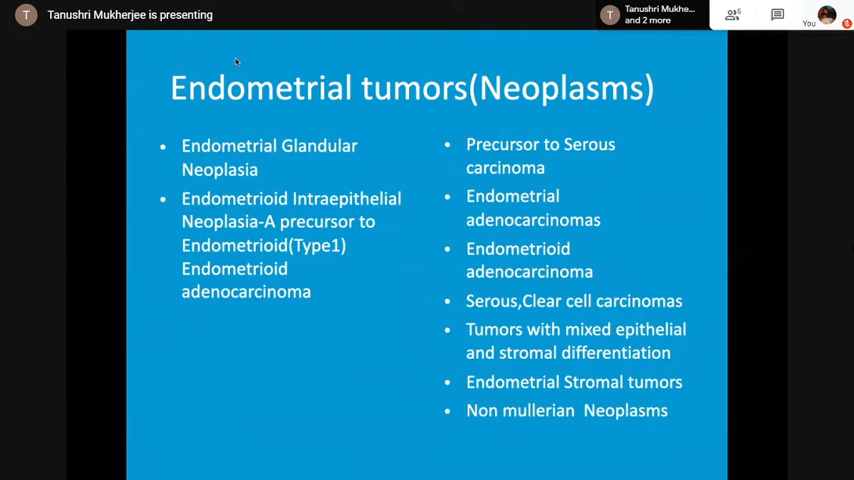 T Tanushri Mukherjee is presenting
T Tanushri Mukhe...
and 2 more
6
You
Endometrial tumors(Neoplasms)
• Endometrial Glandular
Neoplasia
• Endometrioid Intraepithelial
Neoplasia-A precursor to
Endometrioid(Type1)
Endometrioid
adenocarcinoma
• Precursor to Serous
carcinoma
• Endometrial
adenocarcinomas
• Endometrioid
adenocarcinoma
• Serous,Clear cell carcinomas
• Tumors with mixed epithelial
and stromal differentiation
• Endometrial Stromal tumors
• Non mullerian Neoplasms